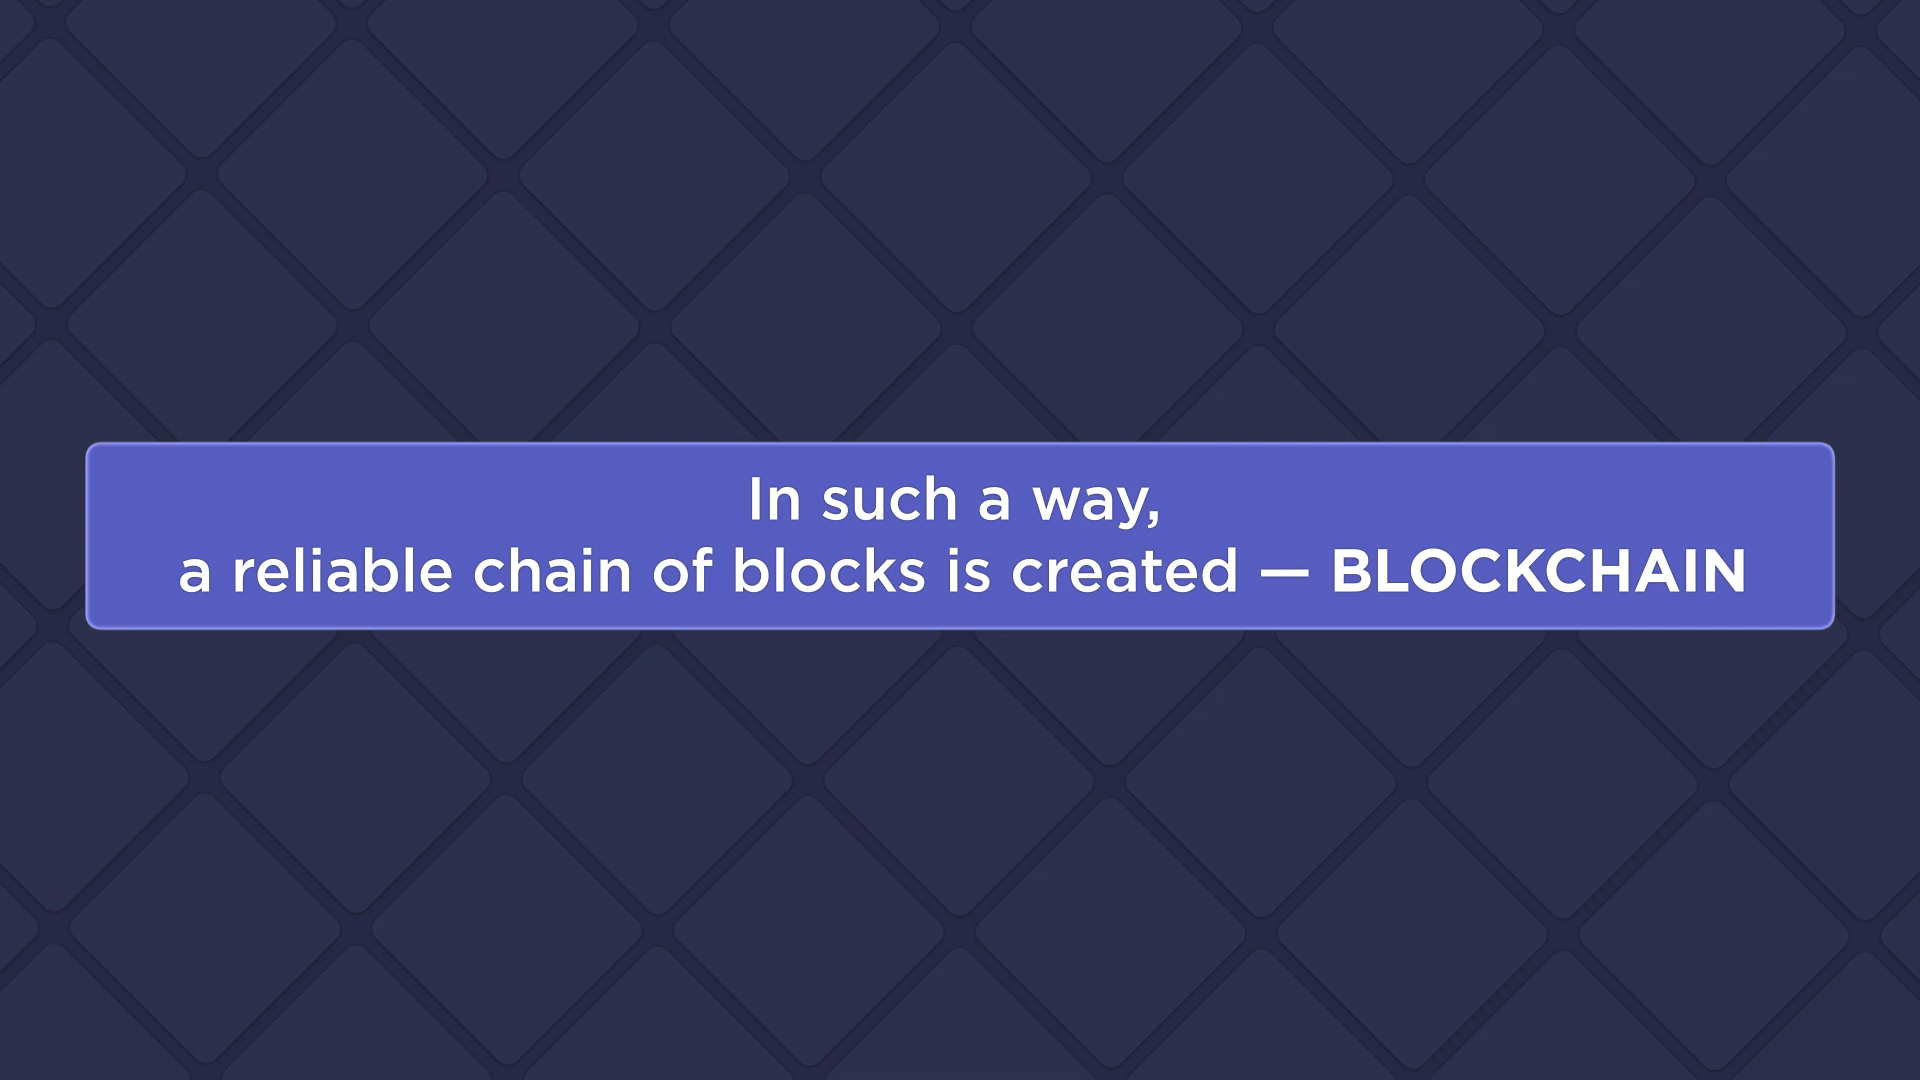 In such a way,
a reliable chain of blocks is created — BLOCKCHAIN